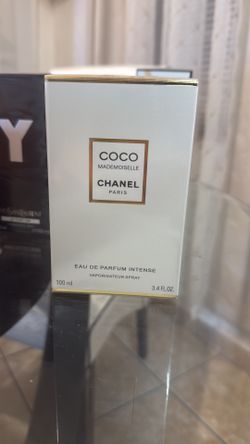 Y
COCO
MADEMOISELLE
CHANEL
PARIS
EAU DE PARFUM INTENSE
VAPORISATEUR SPRAY
100 ml
3.4 FL.OZ.